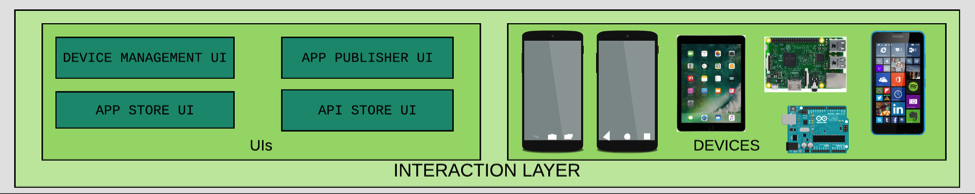 DEVICE MANAGEMENT UI
APP PUBLISHER UI
APP STORE UI
API STORE UI
UIs
DEVICES
INTERACTION LAYER